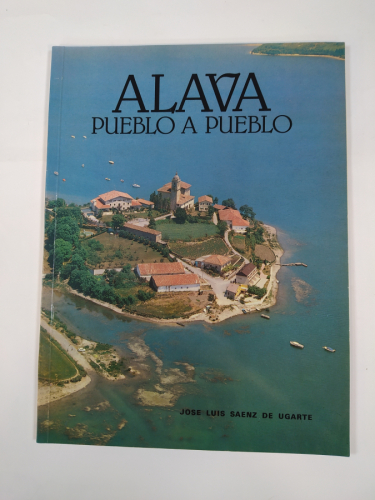 ALAVA
PUEBLO A PUEBLO
JOSE LUIS SAENZ DE UGARTE